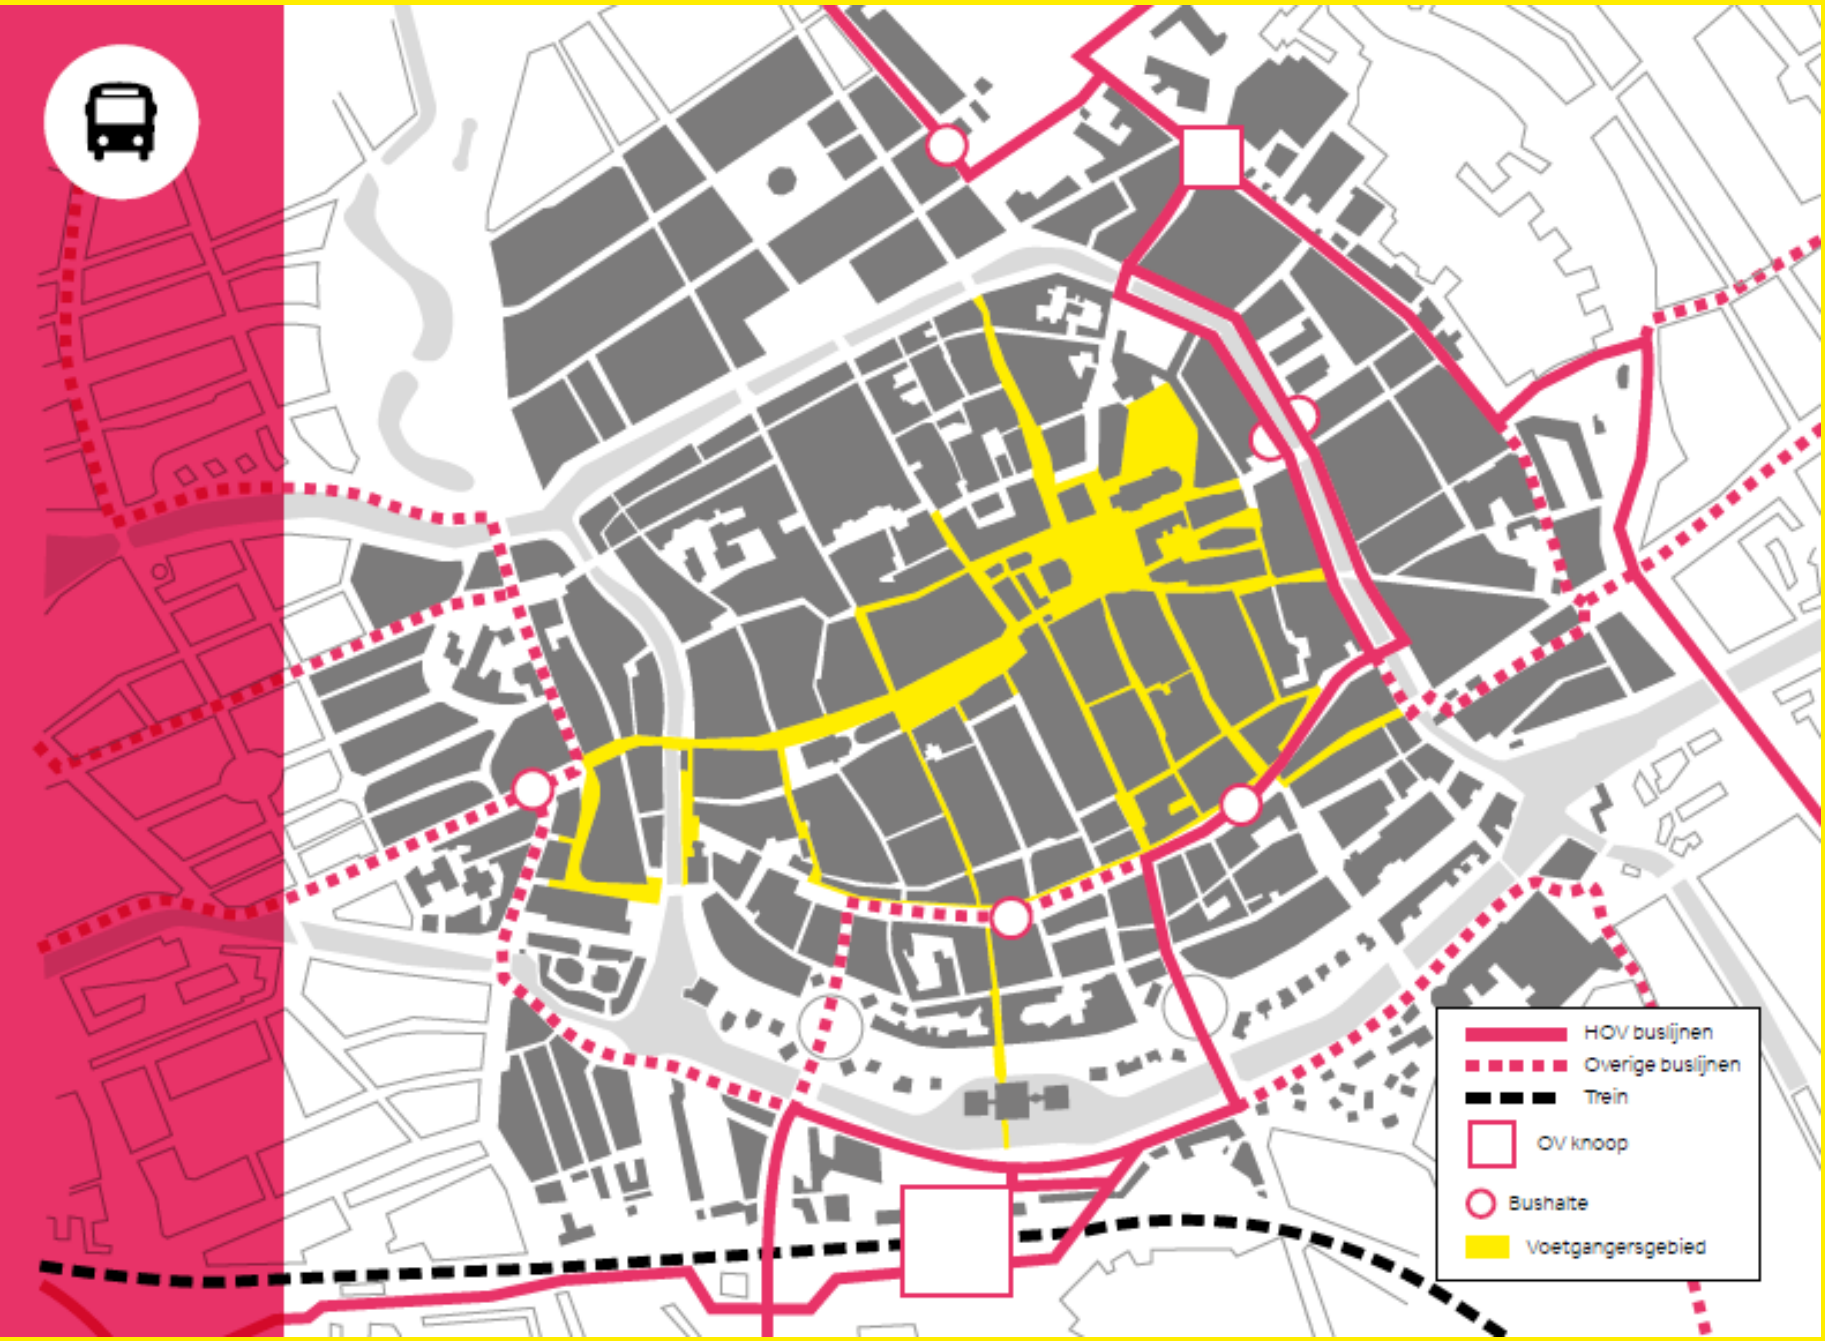 HOV buslijnen
Overige buslijnen
Trein
OV knoop
Bushalte
Voetgangersgebied